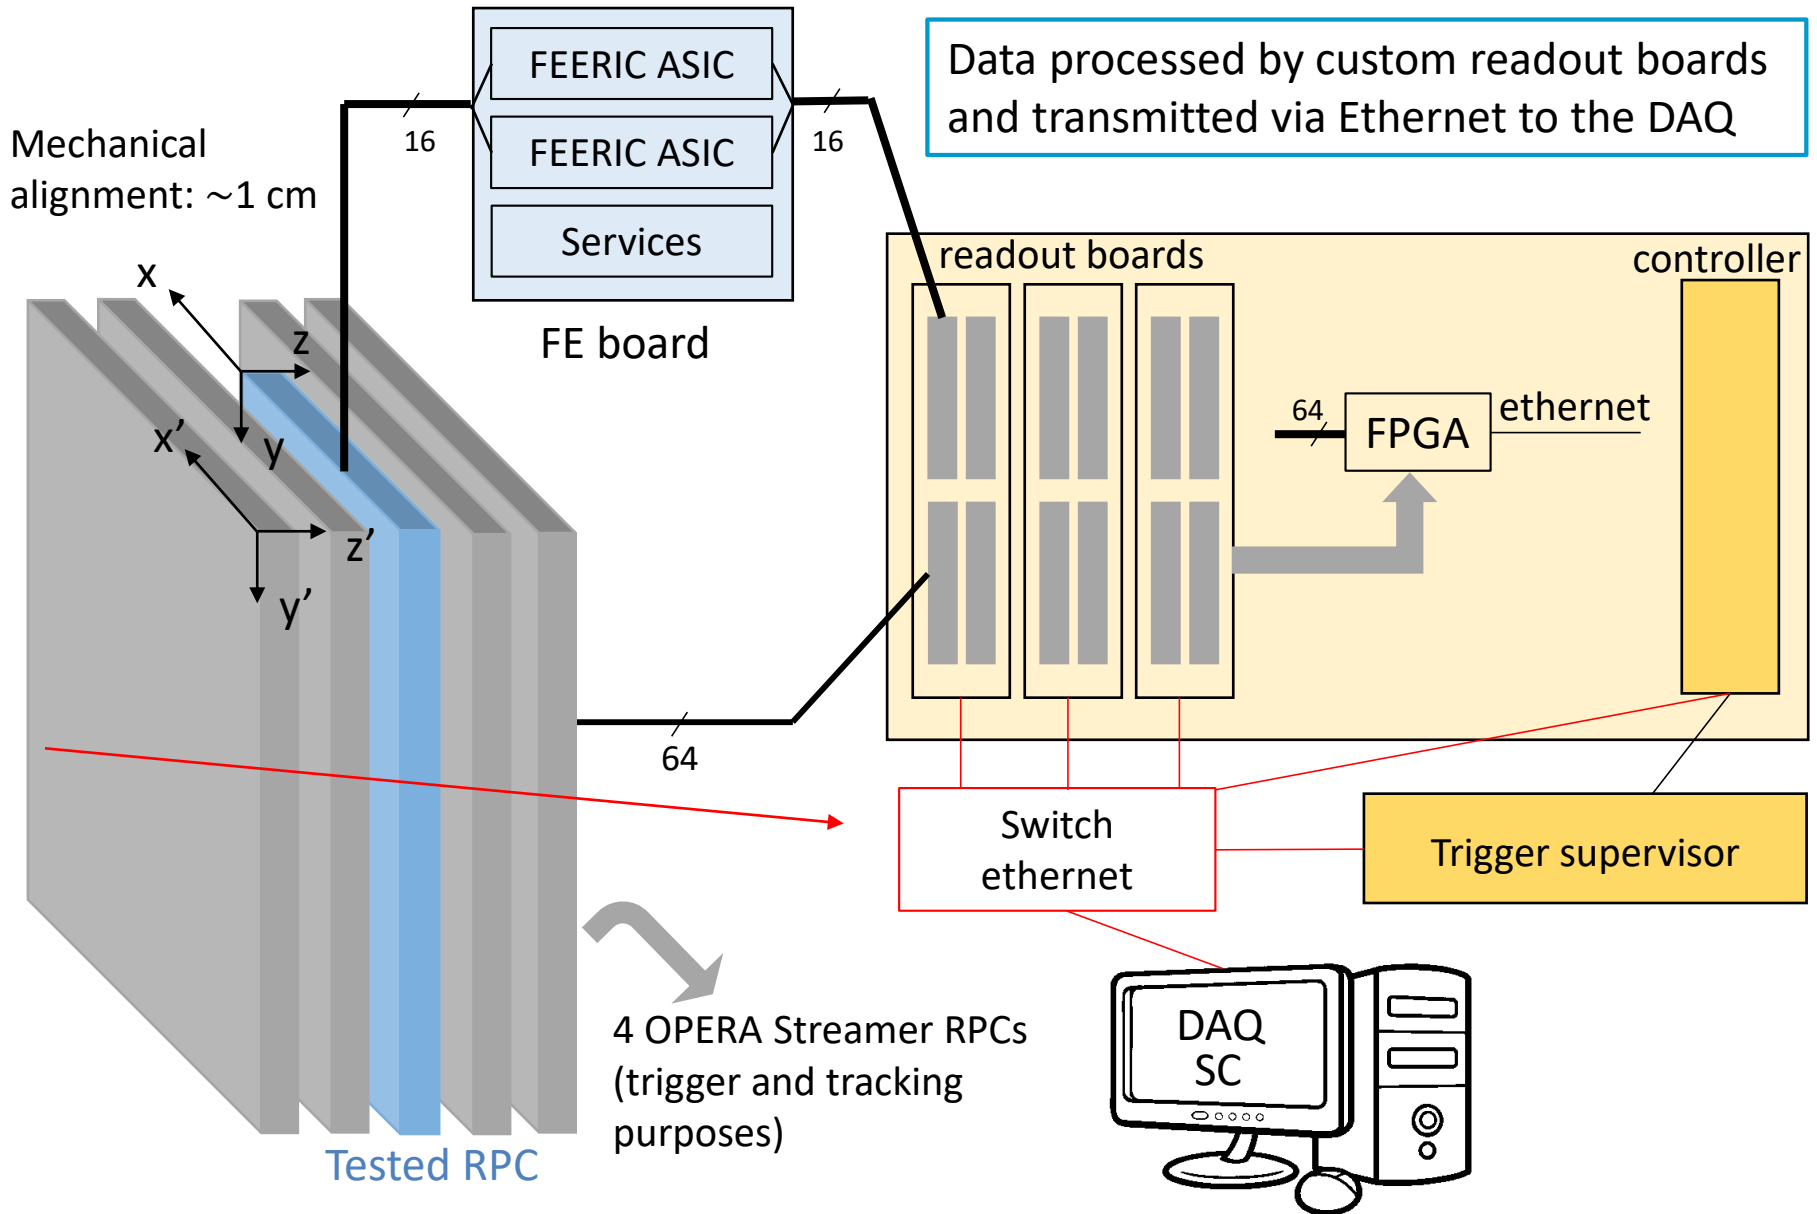 FEERIC ASIC
FEERIC ASIC
Services
FE board
16
16
Data processed by custom readout boards
and transmitted via Ethernet to the DAQ
Mechanical
alignment: ~1 cm
x
z
y
x'
z'
y'
readout boards
controller
64
FPGA
ethernet
64
Switch
ethernet
Trigger supervisor
4 OPERA Streamer RPCs
(trigger and tracking
purposes)
Tested RPC
DAQ
SC